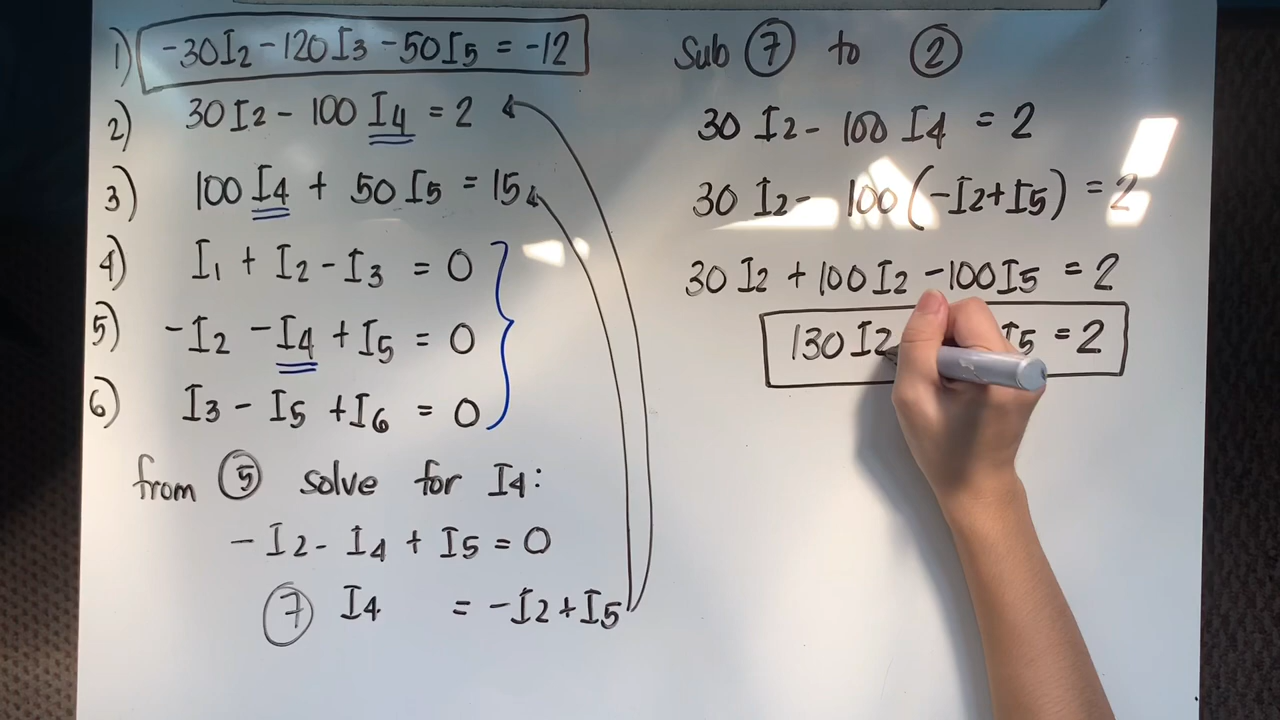 1) -30I2 - 120I3 - 50I5 = -12
2) 30I2 - 100I4 = 2
3) 100I4 + 50I5 = 15
4) I1 + I2 - I3 = 0
5) -I2 - I4 + I5 = 0
6) I3 - I5 + I6 = 0
from ⑤ solve for I4:
-I2 - I4 + I5 = 0
⑦ I4 = -I2 + I5
Sub ⑦ to ②
30I2 - 100I4 = 2
30I2 - 100(-I2+I5) = 2
30I2 + 100I2 - 100I5 = 2
130I2 I5 = 2